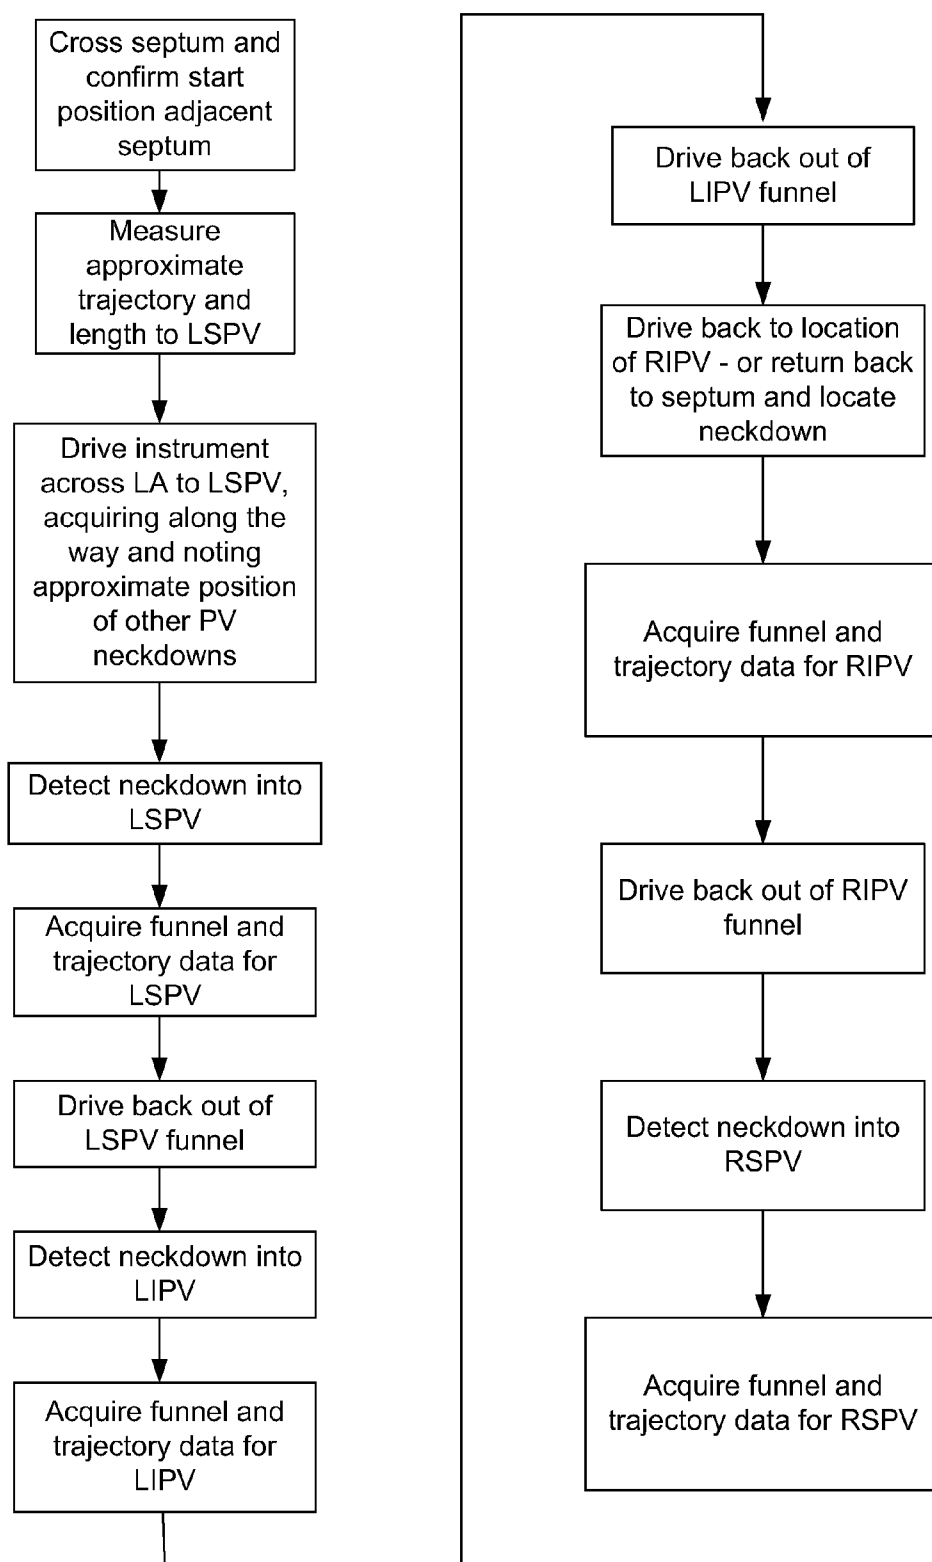 Cross septum and
confirm start
position adjacent
septum
Measure
approximate
trajectory and
length to LSPV
Drive instrument
across LA to LSPV,
acquiring along the
way and noting
approximate position
of other PV
neckdowns
Detect neckdown into
LSPV
Acquire funnel and
trajectory data for
LSPV
Drive back out of
LSPV funnel
Detect neckdown into
LIPV
Acquire funnel and
trajectory data for
LIPV
Drive back out of
LIPV funnel
Drive back to location
of RIPV - or return back
to septum and locate
neckdown
Acquire funnel and
trajectory data for RIPV
Drive back out of RIPV
funnel
Detect neckdown into
RSPV
Acquire funnel and
trajectory data for RSPV